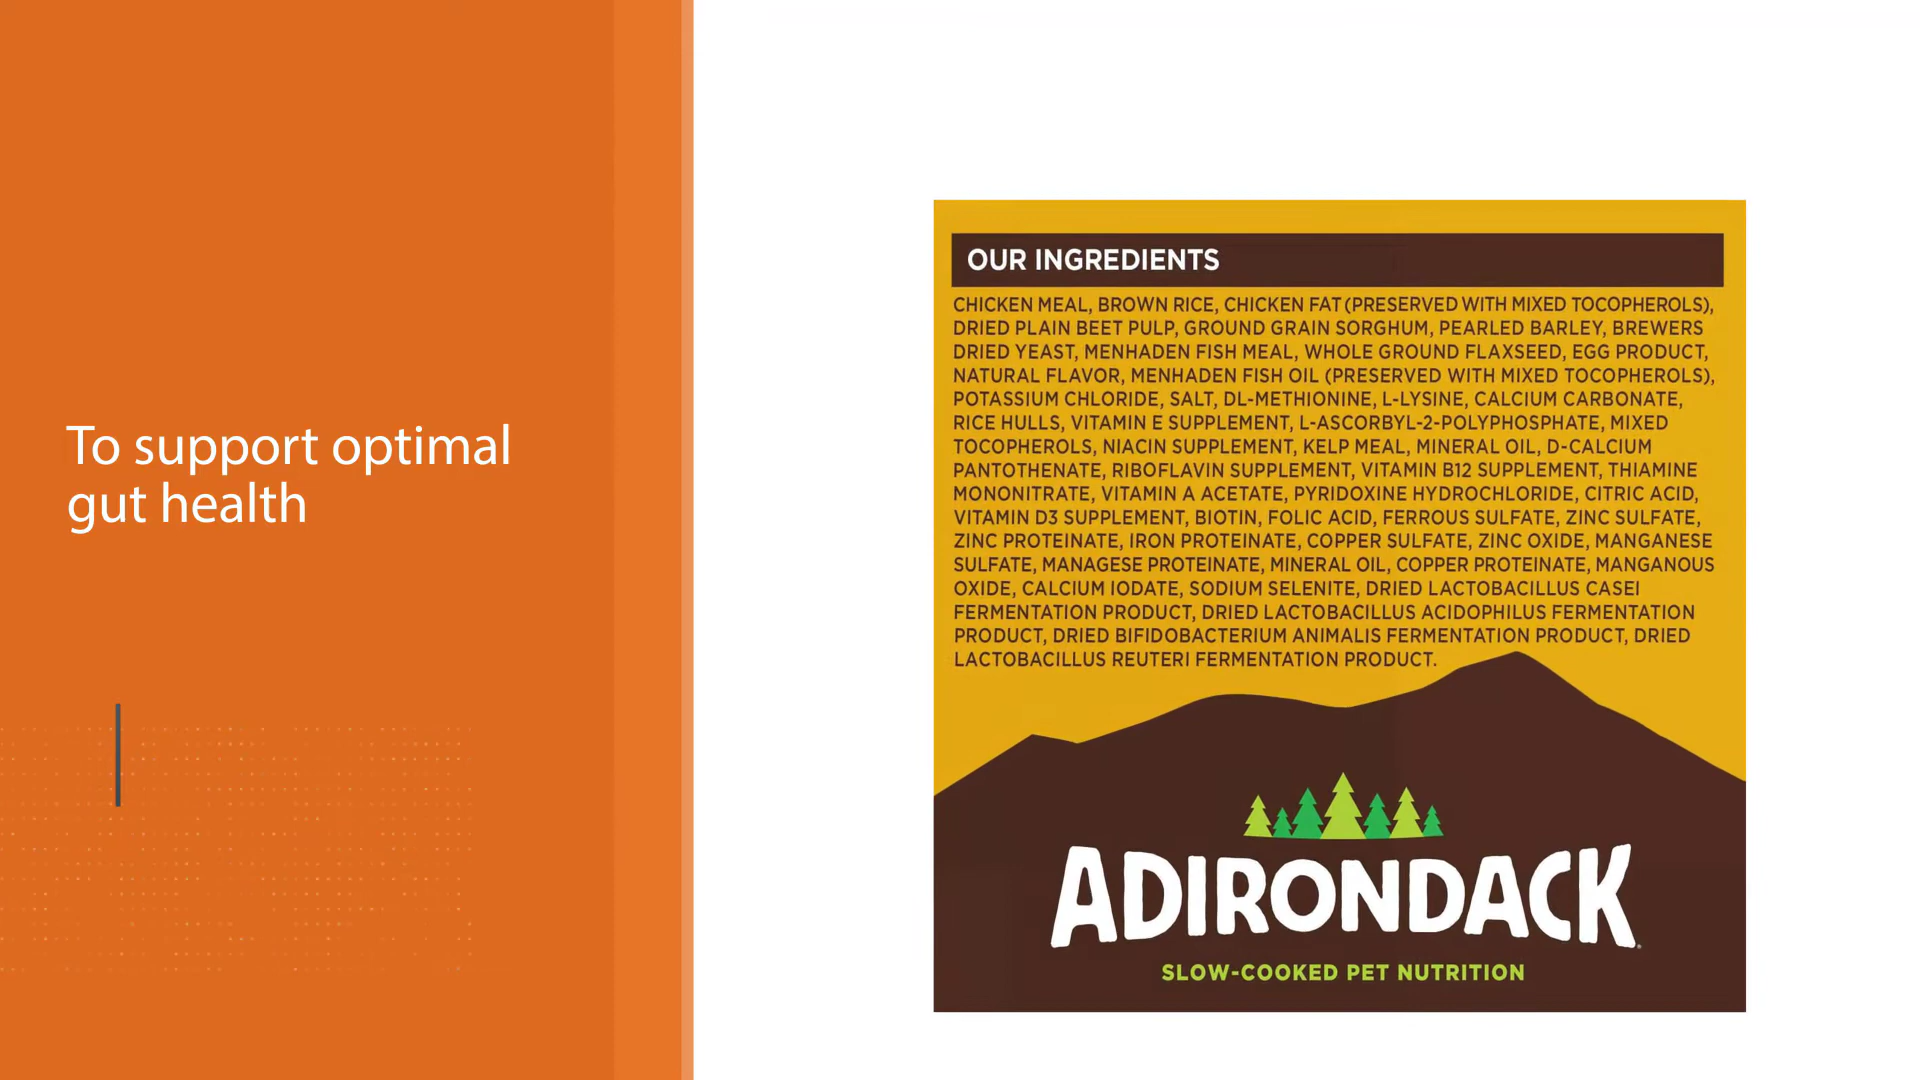 To support optimal
gut health
OUR INGREDIENTS
CHICKEN MEAL, BROWN RICE, CHICKEN FAT (PRESERVED WITH MIXED TOCOPHEROLS),
DRIED PLAIN BEET PULP, GROUND GRAIN SORGHUM, PEARLED BARLEY, BREWERS
DRIED YEAST, MENHADEN FISH MEAL, WHOLE GROUND FLAXSEED, EGG PRODUCT,
NATURAL FLAVOR, MENHADEN FISH OIL (PRESERVED WITH MIXED TOCOPHEROLS),
POTASSIUM CHLORIDE, SALT, DL-METHIONINE, L-LYSINE, CALCIUM CARBONATE,
RICE HULLS, VITAMIN E SUPPLEMENT, L-ASCORBYL-2-POLYPHOSPHATE, MIXED
TOCOPHEROLS, NIACIN SUPPLEMENT, KELP MEAL, MINERAL OIL, D-CALCIUM
PANTOTHENATE, RIBOFLAVIN SUPPLEMENT, VITAMIN B12 SUPPLEMENT, THIAMINE
MONONITRATE, VITAMIN A ACETATE, PYRIDOXINE HYDROCHLORIDE, CITRIC ACID,
VITAMIN D3 SUPPLEMENT, BIOTIN, FOLIC ACID, FERROUS SULFATE, ZINC SULFATE,
ZINC PROTEINATE, IRON PROTEINATE, COPPER SULFATE, ZINC OXIDE, MANGANESE
SULFATE, MANAGESE PROTEINATE, MINERAL OIL, COPPER PROTEINATE, MANGANOUS
OXIDE, CALCIUM IODATE, SODIUM SELENITE, DRIED LACTOBACILLUS CASEI
FERMENTATION PRODUCT, DRIED LACTOBACILLUS ACIDOPHILUS FERMENTATION
PRODUCT, DRIED BIFIDOBACTERIUM ANIMALIS FERMENTATION PRODUCT, DRIED
LACTOBACILLUS REUTERI FERMENTATION PRODUCT.
ADIRONDACK
SLOW-COOKED PET NUTRITION